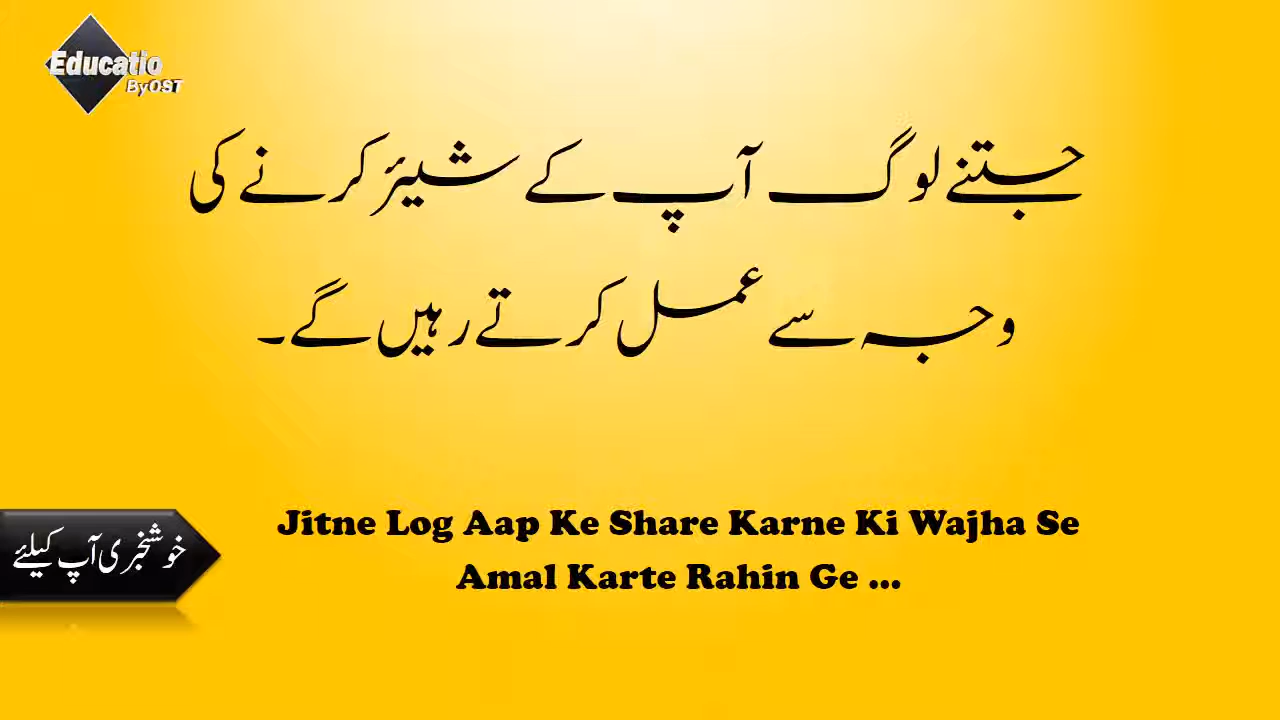 Educatio
ByOST
جتنے لوگ آپ کے شیئر کرنے کی
وجہ سے عمل کرتے رہیں گے۔
خوشخبری آپ کیلئے
Jitne Log Aap Ke Share Karne Ki Wajha Se
Amal Karte Rahin Ge ...